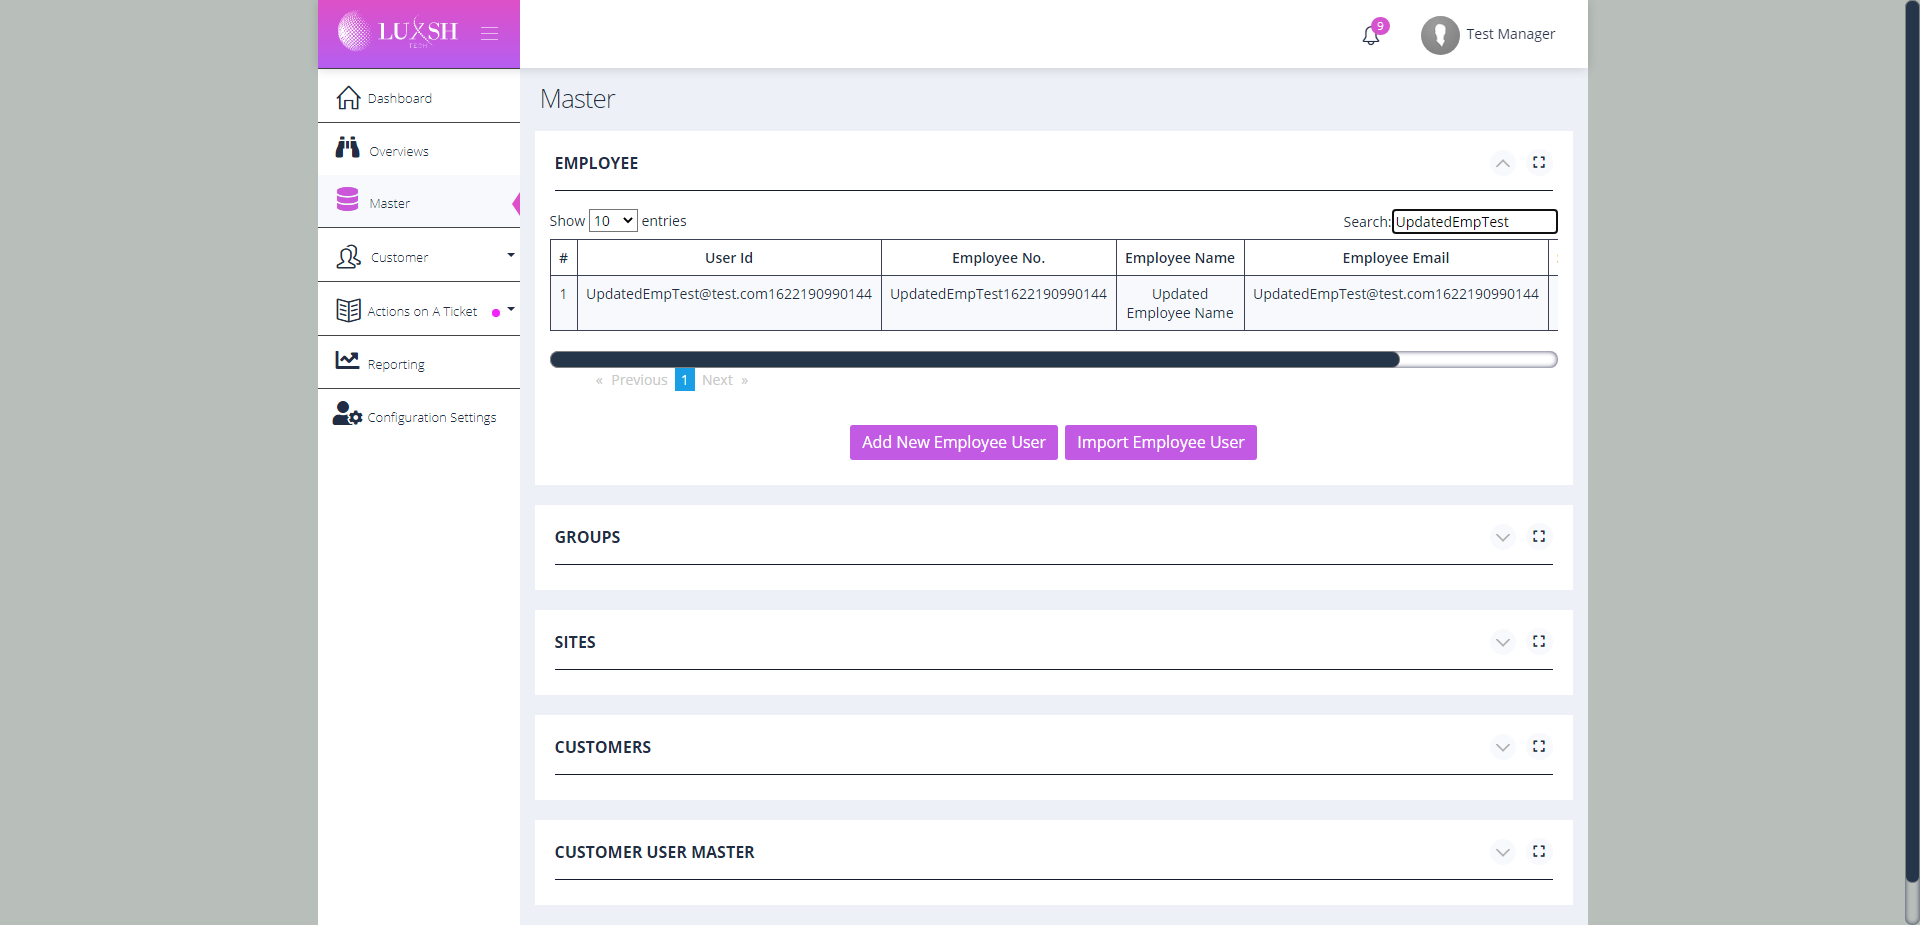 LUXSH
TECH
9
Test Manager
Dashboard
Overviews
Master
Customer
Actions on A Ticket
Reporting
Configuration Settings
Master
EMPLOYEE
Show 10 entries
Search: UpdatedEmpTest
# User Id Employee No. Employee Name Employee Email
1 UpdatedEmpTest@test.com1622190990144 UpdatedEmpTest1622190990144 Updated UpdatedEmpTest@test.com1622190990144
Employee Name
« Previous 1 Next »
Add New Employee User Import Employee User
GROUPS
SITES
CUSTOMERS
CUSTOMER USER MASTER